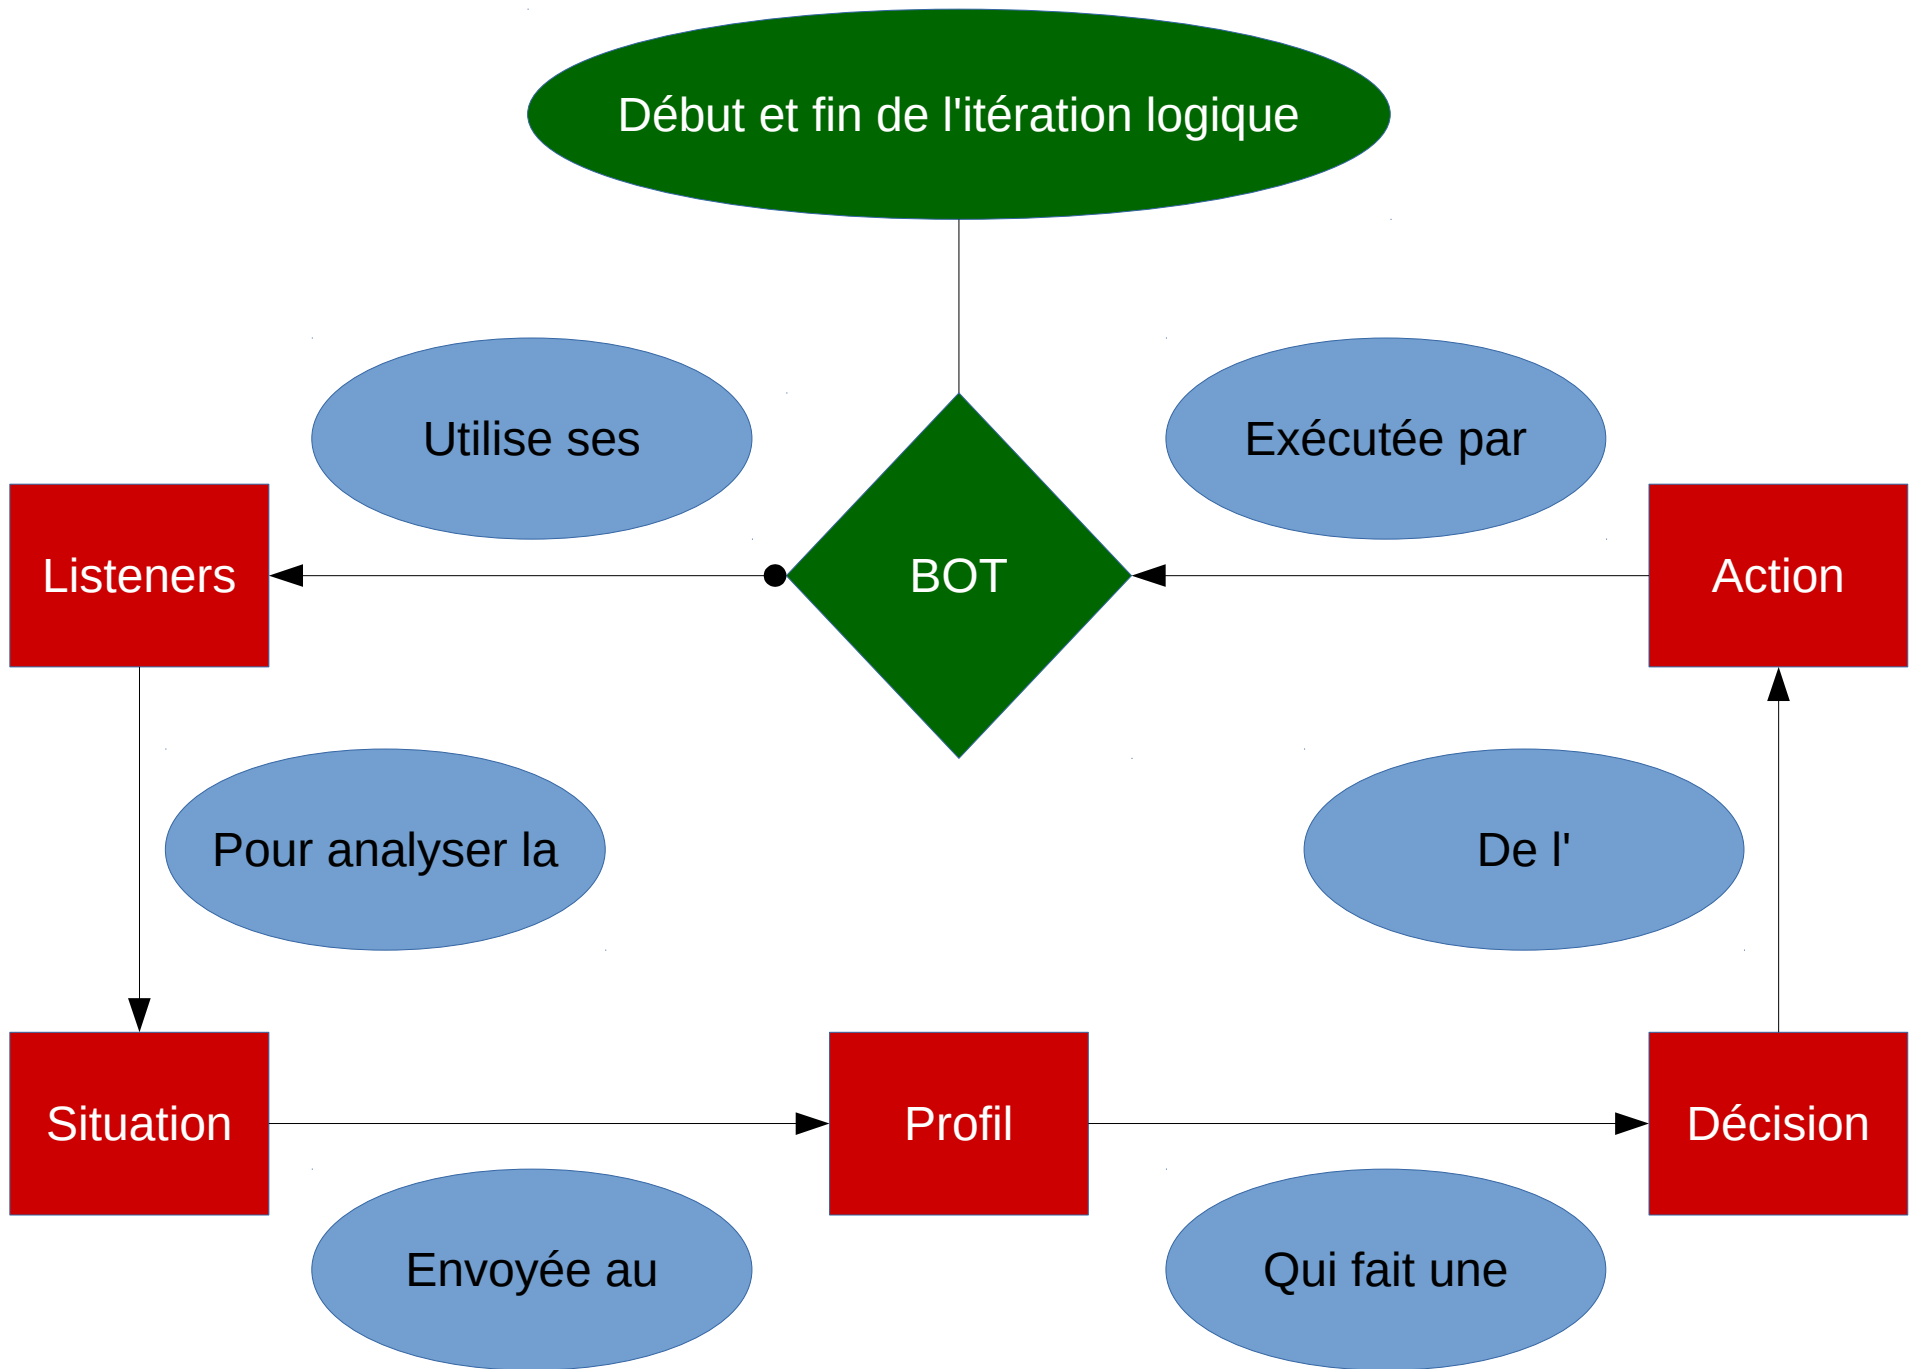 Début et fin de l'itération logique
Utilise ses
Exécutée par
Listeners
BOT
Action
Pour analyser la
De l'
Situation
Profil
Décision
Envoyée au
Qui fait une